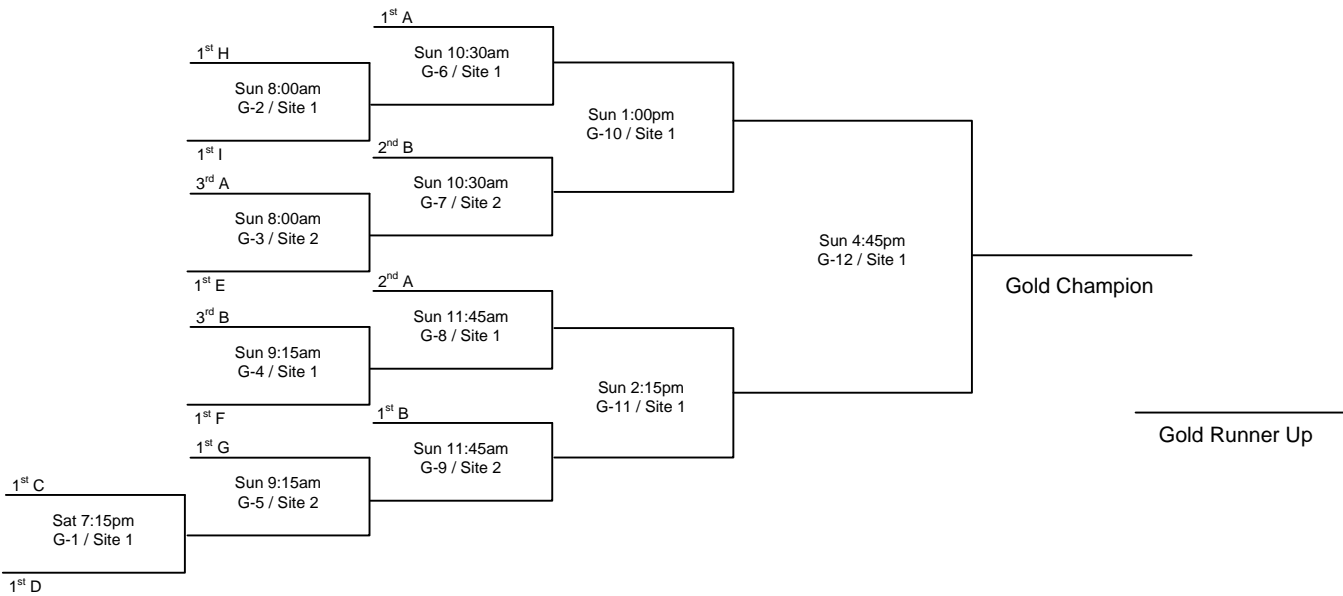 1st A
Sun 10:30am
G-6 / Site 1
1st H
Sun 8:00am
G-2 / Site 1
1st I
Sun 1:00pm
G-10 / Site 1
2nd B
Sun 10:30am
G-7 / Site 2
3rd A
Sun 8:00am
G-3 / Site 2
1st E
Sun 4:45pm
G-12 / Site 1
Gold Champion
2nd A
Sun 11:45am
G-8 / Site 1
3rd B
Sun 9:15am
G-4 / Site 1
1st F
Sun 2:15pm
G-11 / Site 1
1st B
Sun 11:45am
G-9 / Site 2
Gold Runner Up
1st G
Sun 9:15am
G-5 / Site 2
1st C
Sat 7:15pm
G-1 / Site 1
1st D